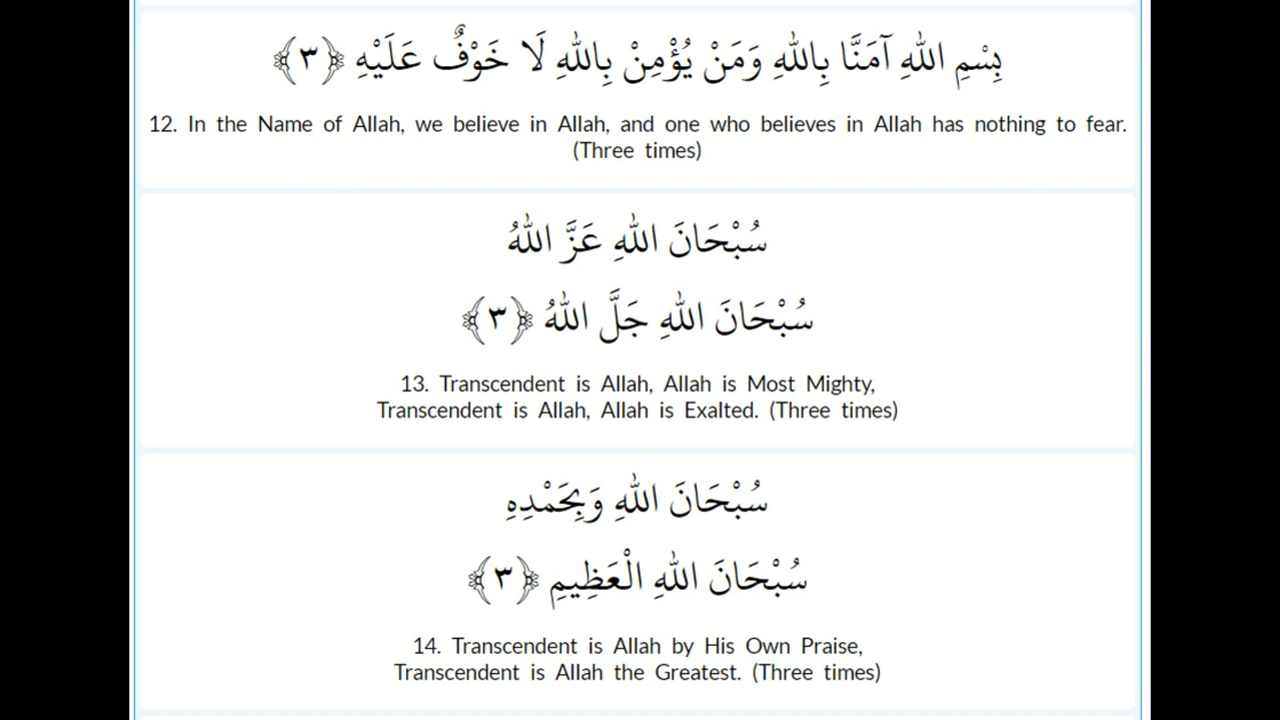 بِسْمِ اللهِ آمَنَّا بِاللهِ وَمَنْ يُؤْمِنْ بِاللهِ لَا خَوْفٌ عَلَيْهِ ﴿٣﴾
12. In the Name of Allah, we believe in Allah, and one who believes in Allah has nothing to fear.
(Three times)
سُبْحَانَ اللهِ عَزَّ اللهُ
سُبْحَانَ اللهِ جَلَّ اللهُ ﴿٣﴾
13. Transcendent is Allah, Allah is Most Mighty,
Transcendent is Allah, Allah is Exalted. (Three times)
سُبْحَانَ اللهِ وَبِحَمْدِهِ
سُبْحَانَ اللهِ الْعَظِيمِ ﴿٣﴾
14. Transcendent is Allah by His Own Praise,
Transcendent is Allah the Greatest. (Three times)